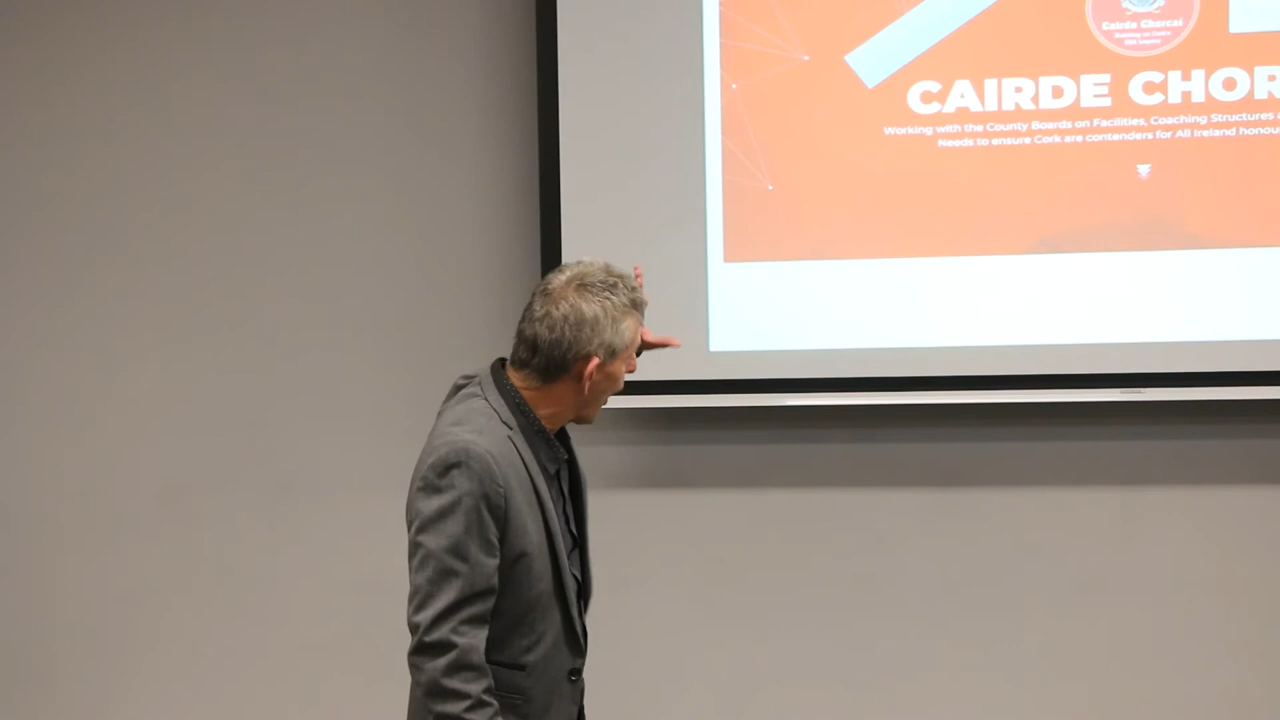 Cairde Chorcaí
CAIRDE CHOR
Working with the County Boards on Facilities, Coaching Structures
Needs to ensure Cork are contenders for All Ireland honou